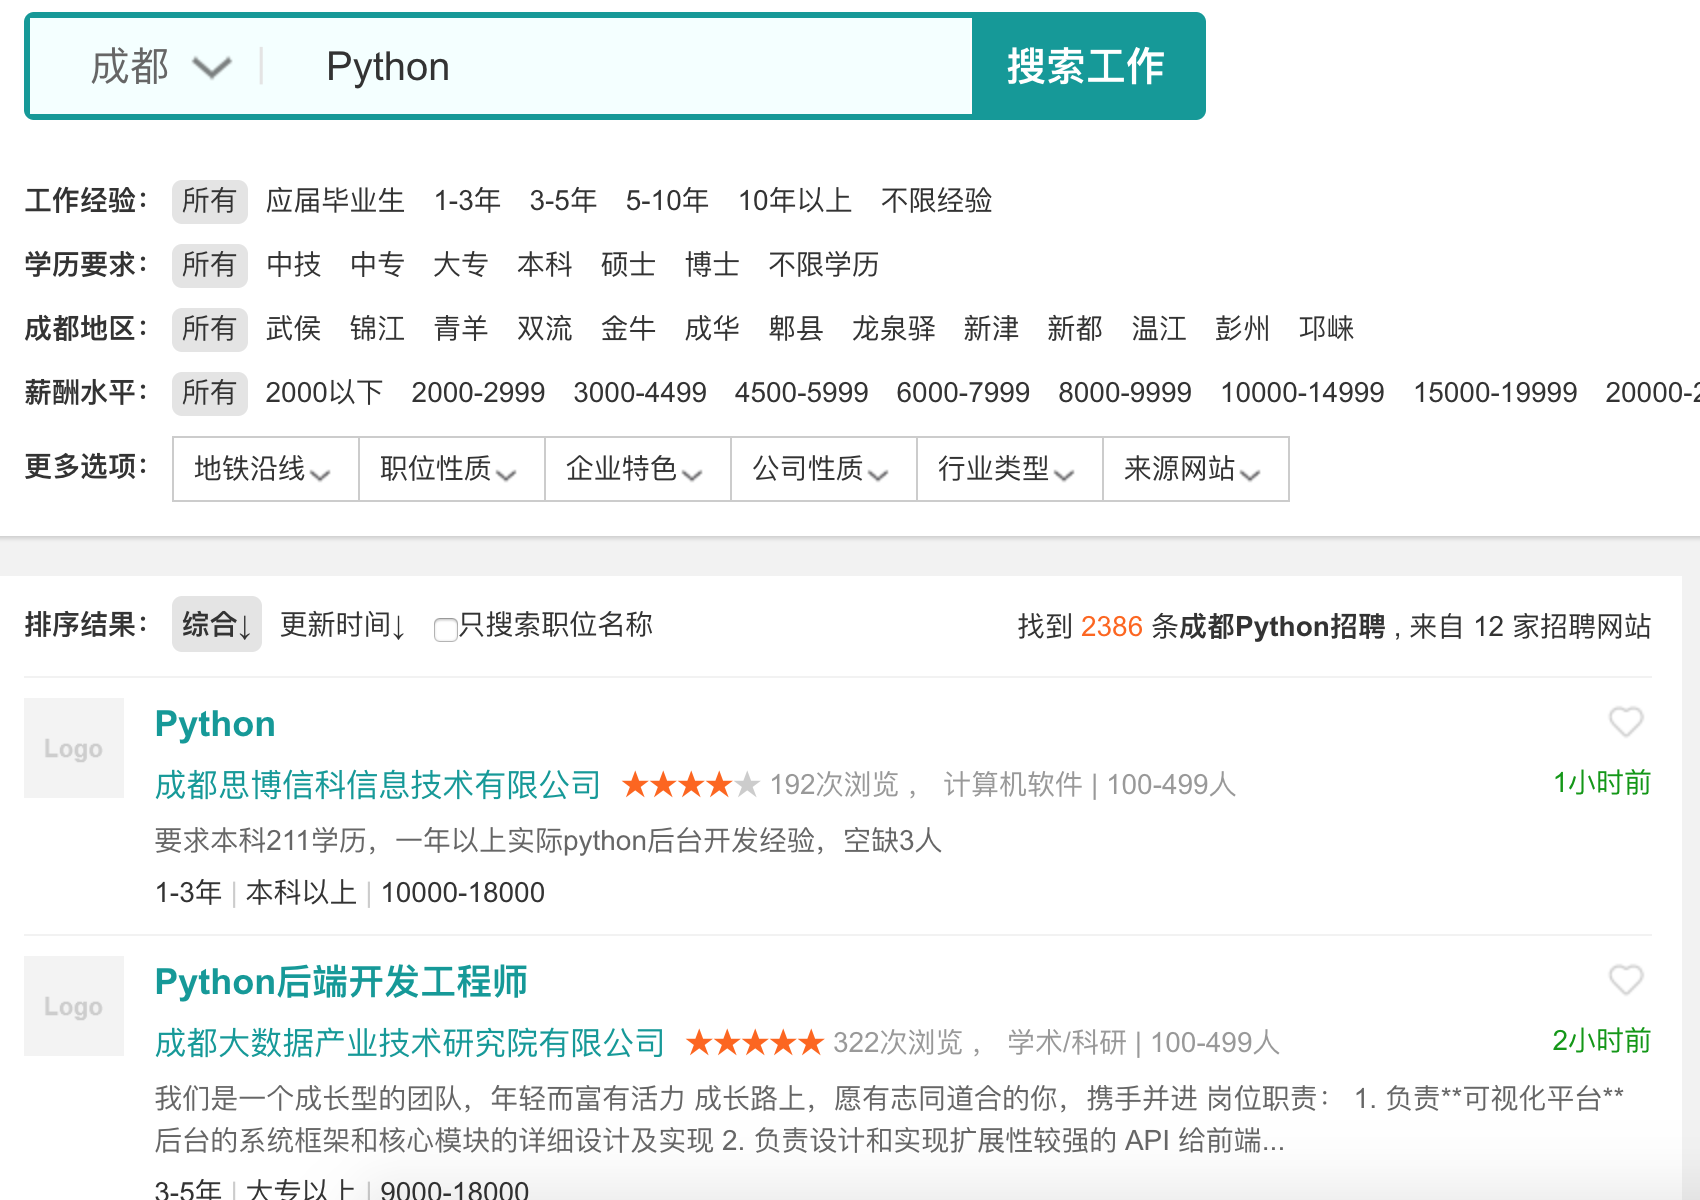 成都 Python 搜索工作
工作经验： 所有 应届毕业生 1-3年 3-5年 5-10年 10年以上 不限经验
学历要求： 所有 中技 中专 大专 本科 硕士 博士 不限学历
成都地区： 所有 武侯 锦江 青羊 双流 金牛 成华 郫县 龙泉驿 新津 新都 温江 彭州 邛崃
薪酬水平： 所有 2000以下 2000-2999 3000-4499 4500-5999 6000-7999 8000-9999 10000-14999 15000-19999 20000-2
更多选项： 地铁沿线 职位性质 企业特色 公司性质 行业类型 来源网站
排序结果： 综合↓ 更新时间↓ 只搜索职位名称 找到 2386 条成都Python招聘 , 来自 12 家招聘网站
Logo Python
成都思博信科信息技术有限公司 ★★★★★ 192次浏览 ， 计算机软件 | 100-499人 1小时前
要求本科211学历，一年以上实际python后台开发经验，空缺3人
1-3年 | 本科以上 | 10000-18000
Logo Python后端开发工程师
成都大数据产业技术研究院有限公司 ★★★★★ 322次浏览 ， 学术/科研 | 100-499人 2小时前
我们是一个成长型的团队，年轻而富有活力 成长路上，愿有志同道合的你，携手并进 岗位职责： 1. 负责**可视化平台**
后台的系统框架和核心模块的详细设计及实现 2. 负责设计和实现扩展性较强的 API 给前端...
3-5年 | 大专以上 | 9000-18000